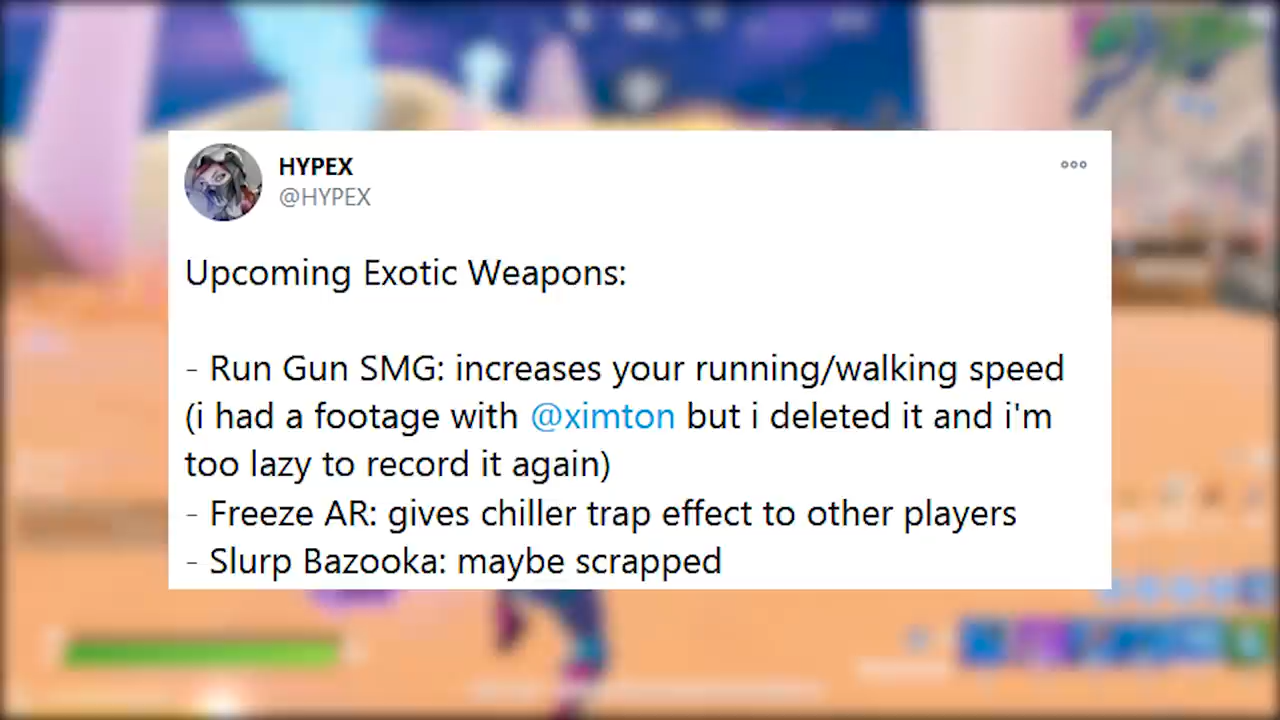 HYPEX
@HYPEX
Upcoming Exotic Weapons:
- Run Gun SMG: increases your running/walking speed
(i had a footage with @ximton but i deleted it and i'm
too lazy to record it again)
- Freeze AR: gives chiller trap effect to other players
- Slurp Bazooka: maybe scrapped